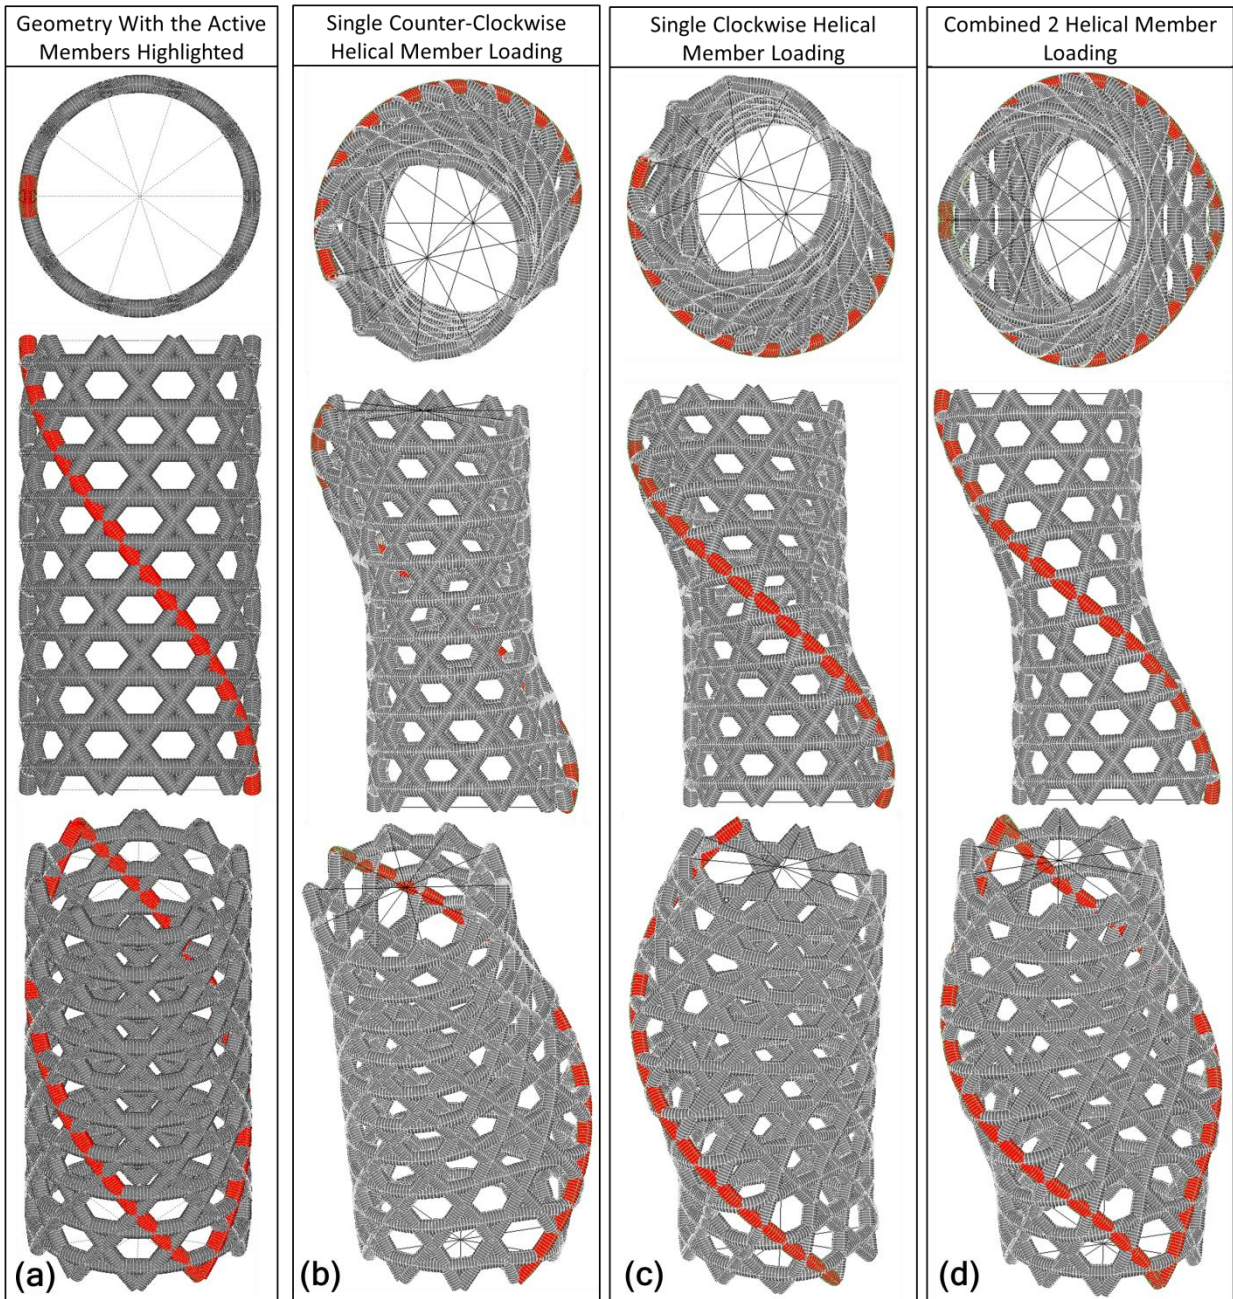 Geometry With the Active
Members Highlighted
Single Counter-Clockwise
Helical Member Loading
Single Clockwise Helical
Member Loading
Combined 2 Helical Member
Loading
(a)
(b)
(c)
(d)